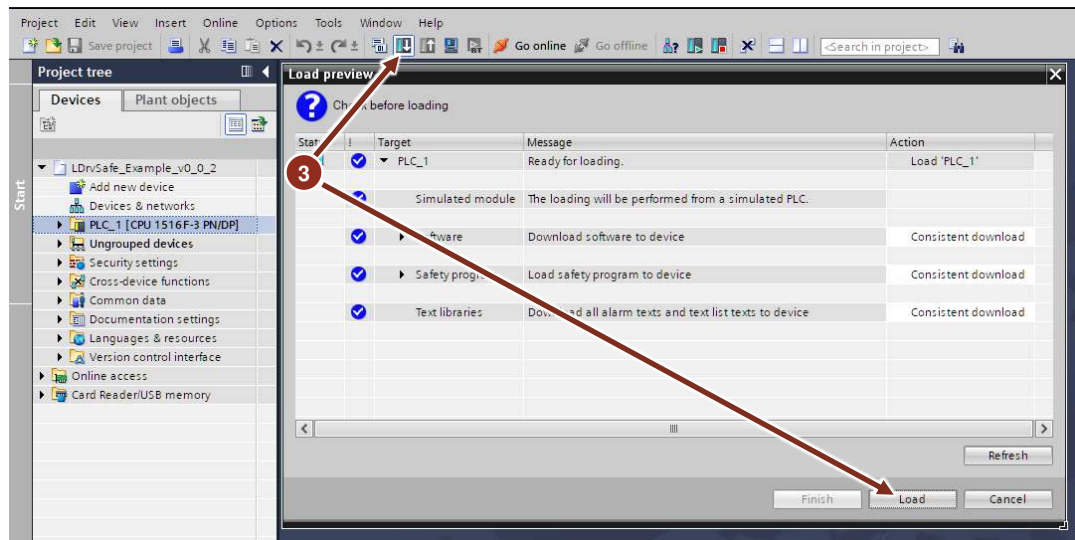 Project Edit View Insert Online Options Tools Window Help
Save project Go online Go offline <Search in project>
Project tree
Devices Plant objects
Start
LDrvSafe_Example_v0_0_2
Add new device
Devices & networks
PLC_1 [CPU 1516F-3 PN/DP]
Ungrouped devices
Security settings
Cross-device functions
Common data
Documentation settings
Languages & resources
Version control interface
Online access
Card Reader/USB memory
Load preview
? before loading
! Target Message Action
3
PLC_1 Ready for loading. Load 'PLC_1'
Simulated module The loading will be performed from a simulated PLC.
Download software to device Consistent download
Safety Load safety program to device Consistent download
Text libraries all alarm texts and text list texts to device Consistent download
Refresh
Finish Load Cancel